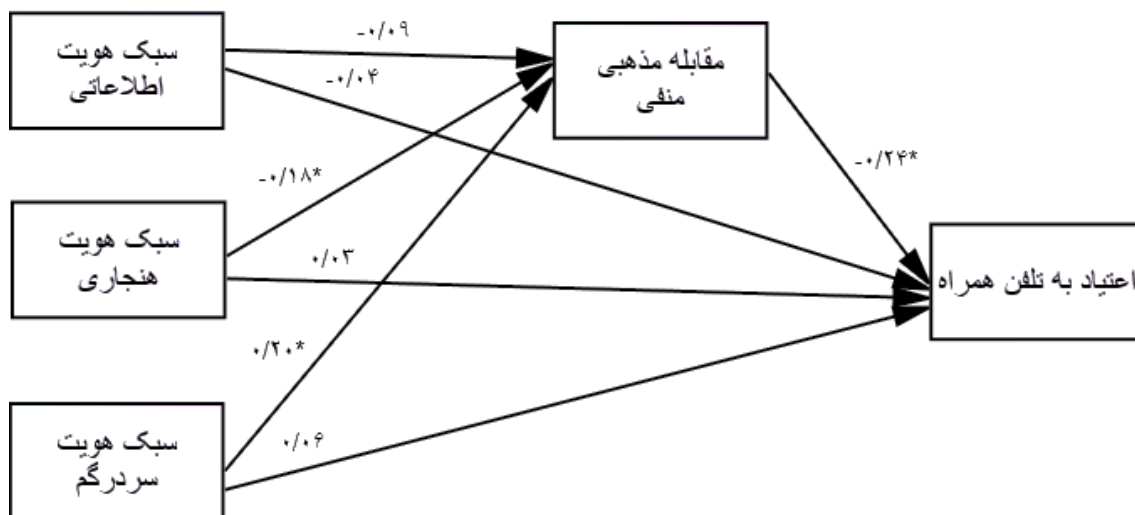 سبک هویت
اطلاعاتی
-۰/۰۹
-۰/۰۴
مقابله مذهبی
منفی
-۰/۲۴*
سبک هویت
هنجاری
-۰/۱۸*
۰/۰۳
اعتیاد به تلفن همراه
سبک هویت
سردرگم
۰/۲۰*
۰/۰۶